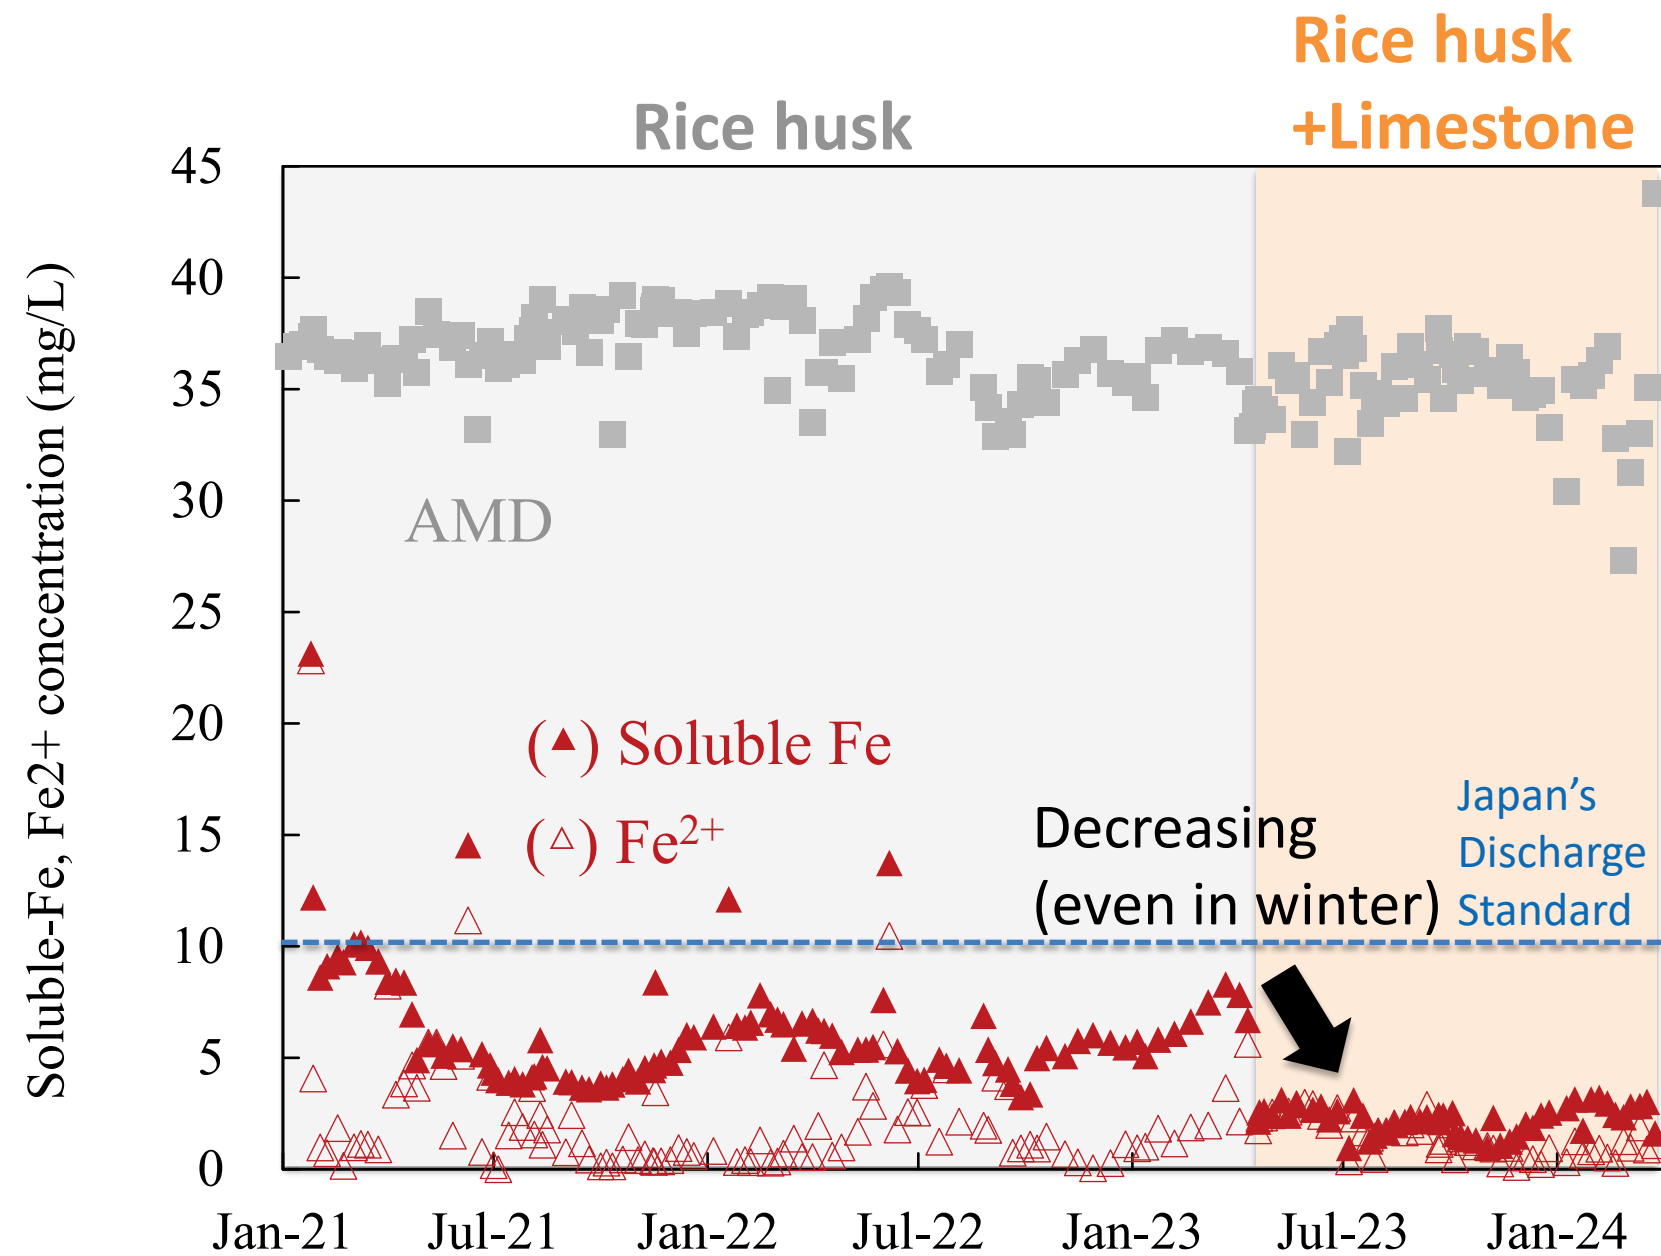 Rice husk
+Limestone
Rice husk
45
40
35
30
25
20
15
10
5
0
Soluble-Fe, Fe2+ concentration (mg/L)
AMD
(▲) Soluble Fe
(△) Fe²⁺
Decreasing
(even in winter)
Japan’s
Discharge
Standard
Jan-21 Jul-21 Jan-22 Jul-22 Jan-23 Jul-23 Jan-24